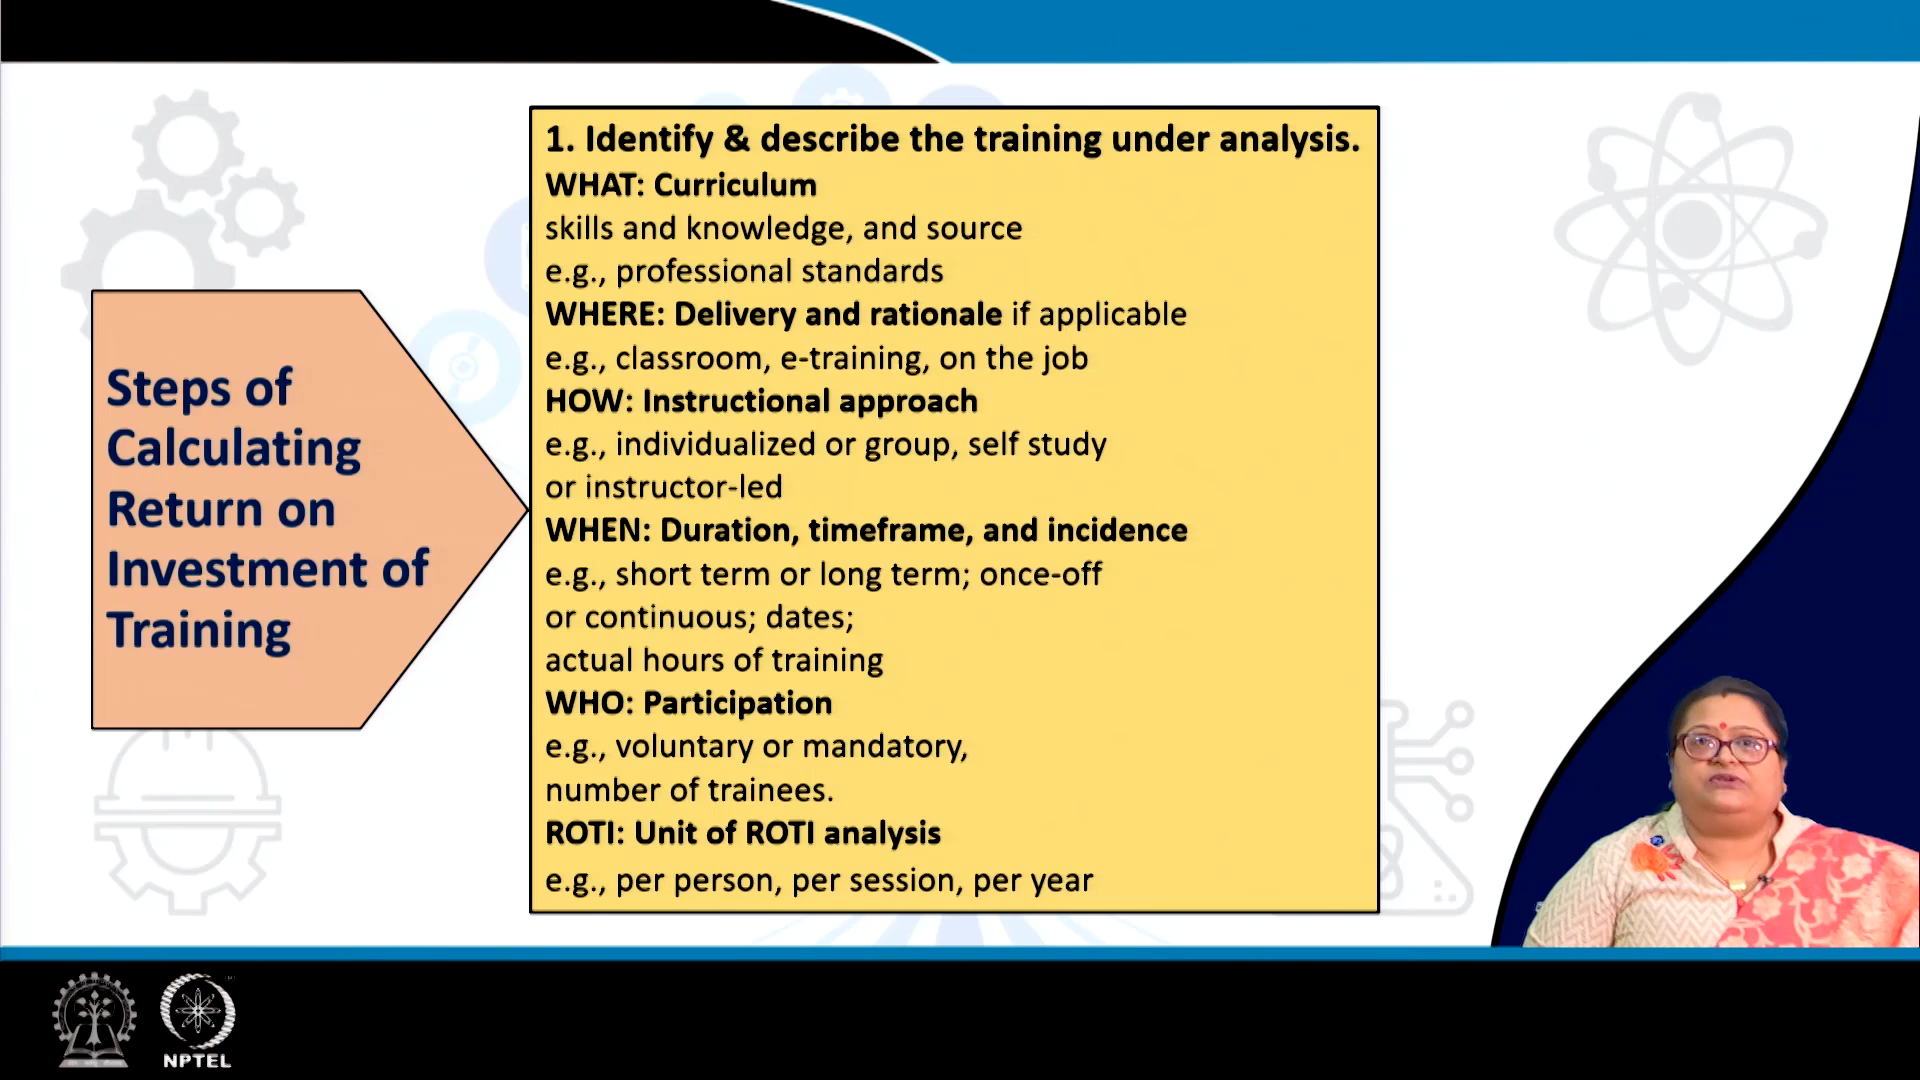 Steps of
Calculating
Return on
Investment of
Training
1. Identify & describe the training under analysis.
WHAT: Curriculum
skills and knowledge, and source
e.g., professional standards
WHERE: Delivery and rationale if applicable
e.g., classroom, e-training, on the job
HOW: Instructional approach
e.g., individualized or group, self study
or instructor-led
WHEN: Duration, timeframe, and incidence
e.g., short term or long term; once-off
or continuous; dates;
actual hours of training
WHO: Participation
e.g., voluntary or mandatory,
number of trainees.
ROTI: Unit of ROTI analysis
e.g., per person, per session, per year
NPTEL